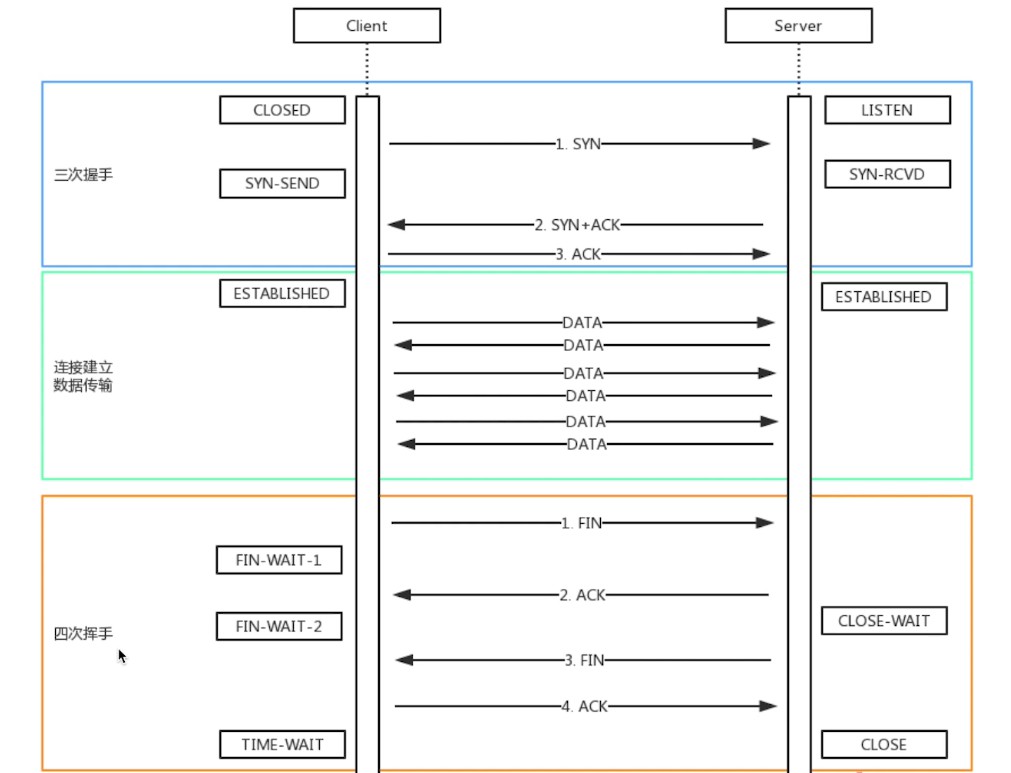 Client
Server
CLOSED
LISTEN
1. SYN
三次握手
SYN-SEND
SYN-RCVD
2. SYN+ACK
3. ACK
ESTABLISHED
ESTABLISHED
DATA
DATA
连接建立
数据传输
DATA
DATA
DATA
DATA
1. FIN
FIN-WAIT-1
2. ACK
四次挥手
FIN-WAIT-2
CLOSE-WAIT
3. FIN
4. ACK
TIME-WAIT
CLOSE